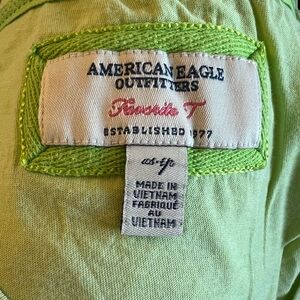 AMERICAN EAGLE
OUTFITTERS
Favorite T
ESTABLISHED 1977
xs-tp
MADE IN
VIETNAM
FABRIQUÉ
AU
VIETNAM